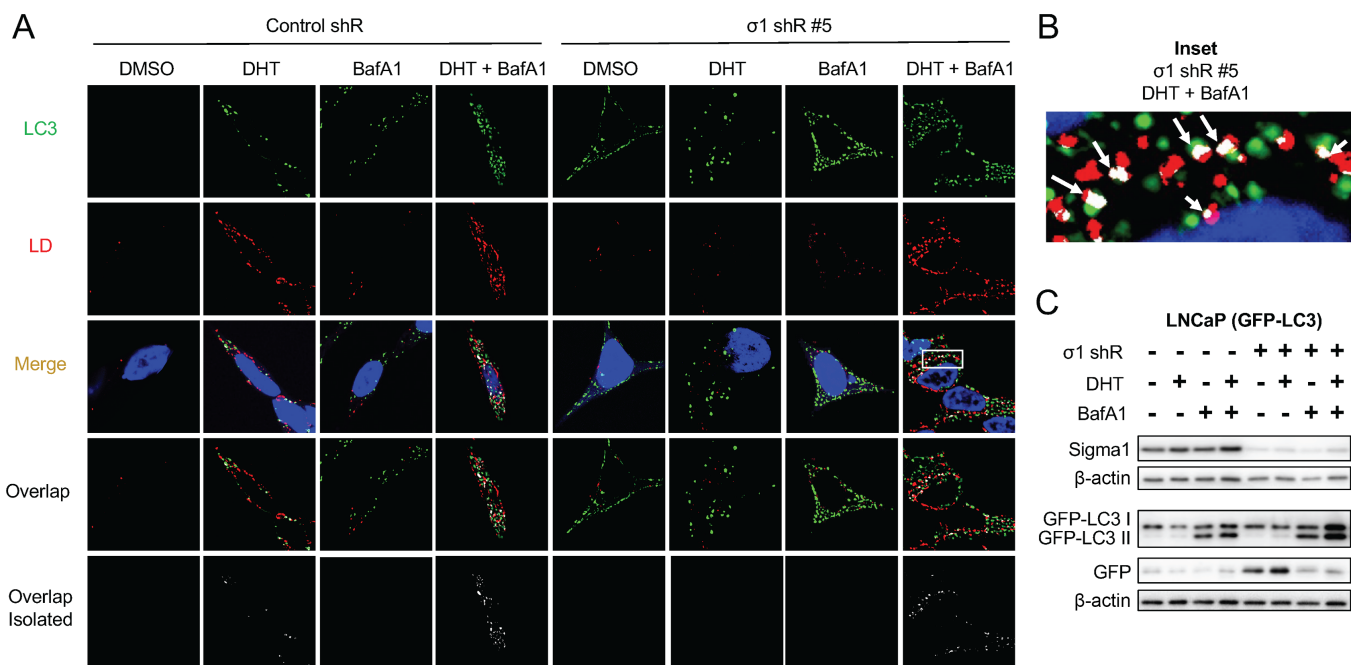 A
Control shR
σ1 shR #5
DMSO
DHT
BafA1
DHT + BafA1
DMSO
DHT
BafA1
DHT + BafA1
LC3
LD
Merge
Overlap
Overlap
Isolated
B
Inset
σ1 shR #5
DHT + BafA1
C
LNCaP (GFP-LC3)
σ1 shR - - - - + + + +
DHT - + - + - + - +
BafA1 - - + + - - + +
Sigma1
β-actin
GFP-LC3 I
GFP-LC3 II
GFP
β-actin